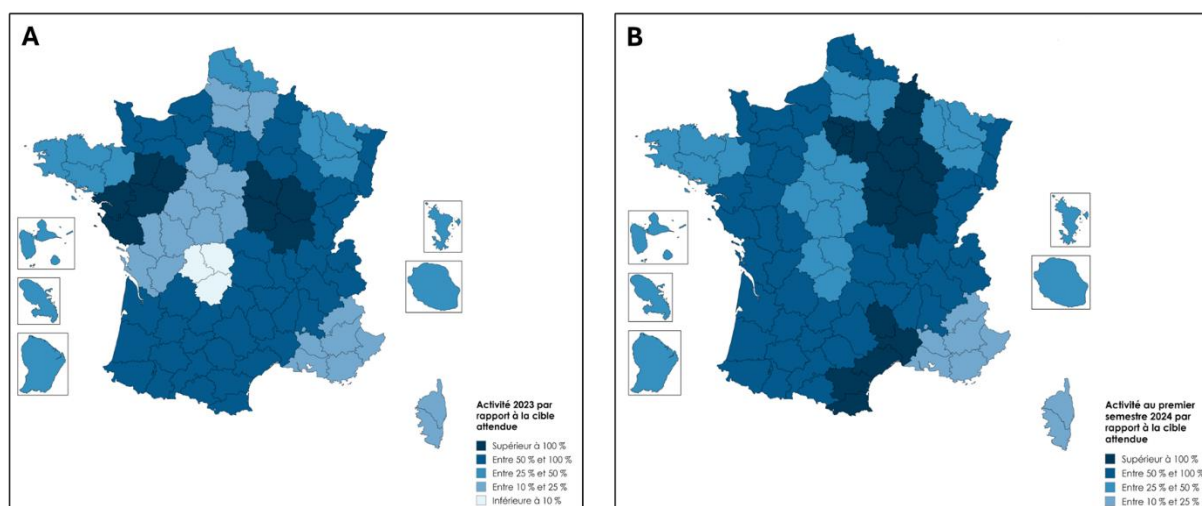 A
Activité 2023 par
rapport à la cible
attendue
Supérieur à 100 %
Entre 50 % et 100 %
Entre 25 % et 50 %
Entre 10 % et 25 %
Inférieure à 10 %
B
Activité au premier
semestre 2024 par
rapport à la cible
attendue
Supérieur à 100 %
Entre 50 % et 100 %
Entre 25 % et 50 %
Entre 10 % et 25 %